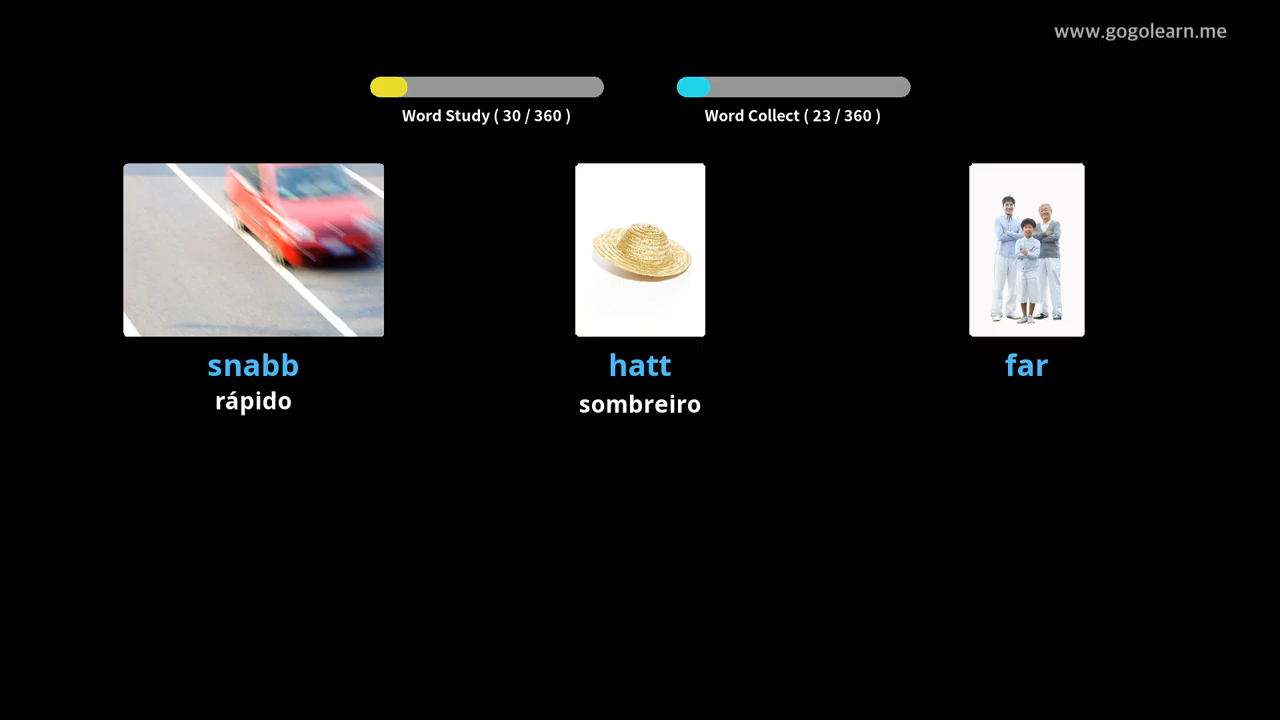 www.gogolearn.me
Word Study ( 30 / 360 )
Word Collect ( 23 / 360 )
snabb
rápido
hatt
sombreiro
far